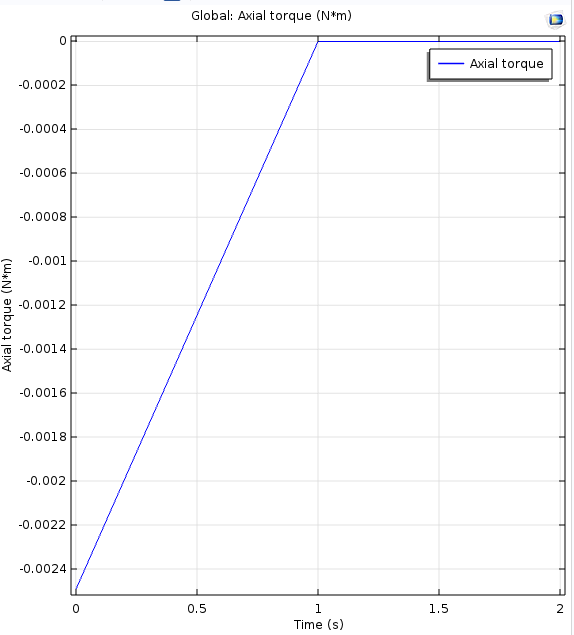 Global: Axial torque (N*m)
0
Axial torque
-0.0002
-0.0004
-0.0006
-0.0008
-0.001
-0.0012
-0.0014
-0.0016
-0.0018
-0.002
-0.0022
-0.0024
Axial torque (N*m)
0 0.5 1 1.5 2
Time (s)